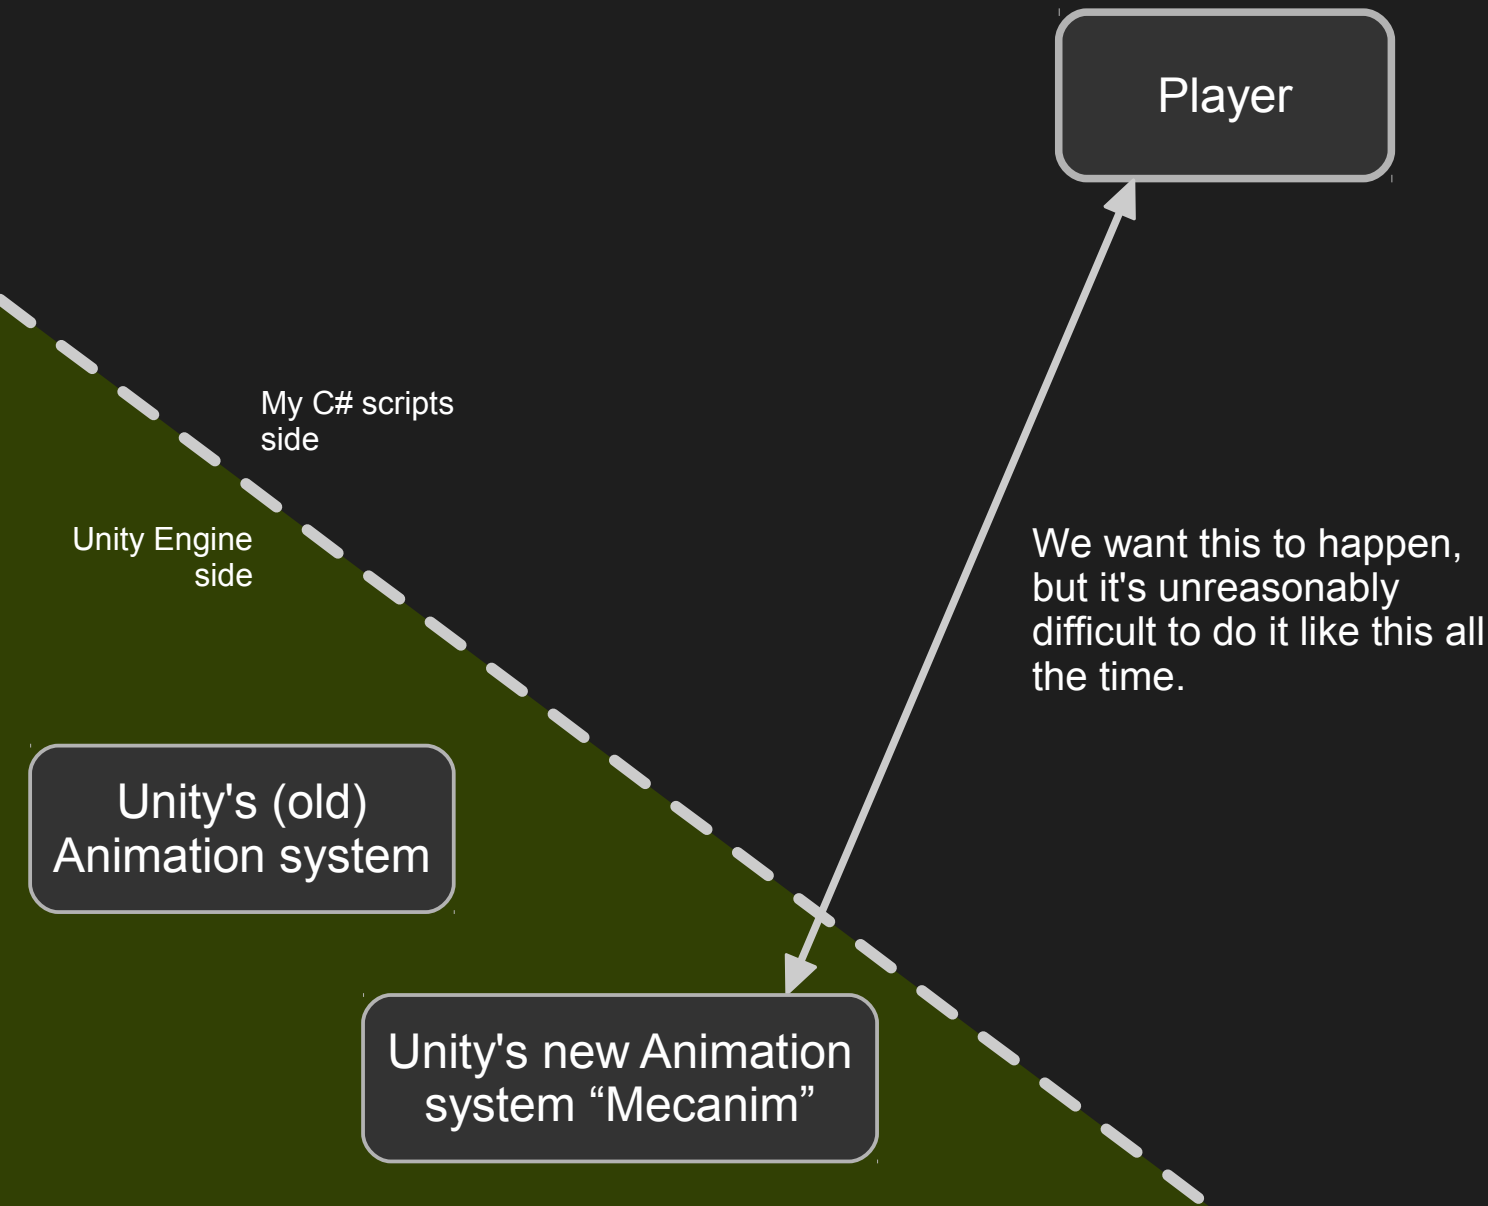 Player
My C# scripts
side
Unity Engine
side
We want this to happen,
but it's unreasonably
difficult to do it like this all
the time.
Unity's (old)
Animation system
Unity's new Animation
system “Mecanim”